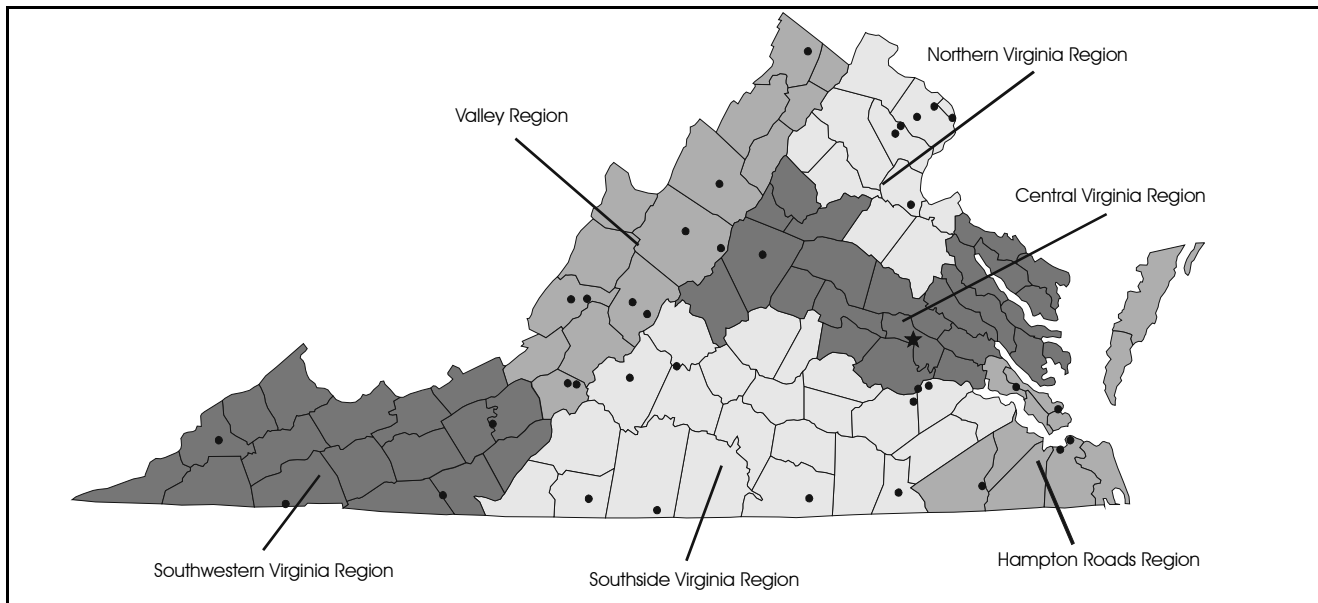 Northern Virginia Region
Valley Region
Central Virginia Region
Southwestern Virginia Region
Southside Virginia Region
Hampton Roads Region